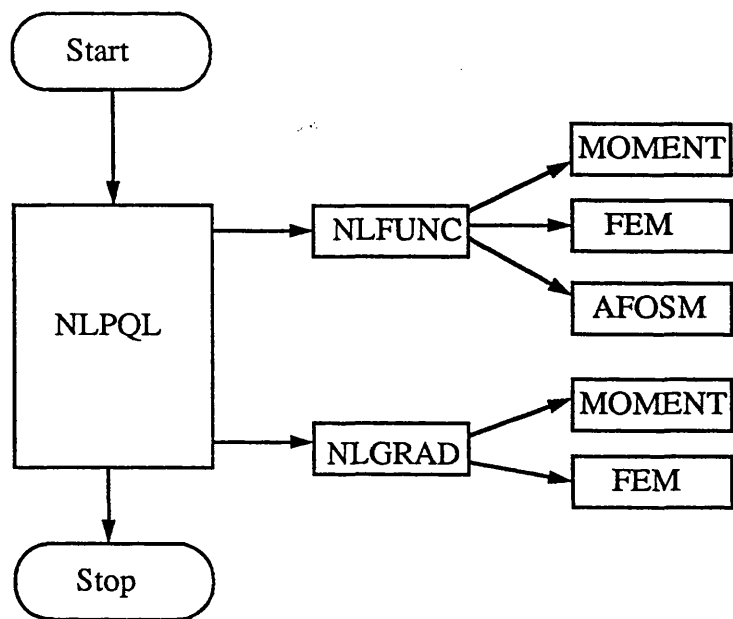 Start
MOMENT
NLFUNC
FEM
NLPQL
AFOSM
MOMENT
NLGRAD
FEM
Stop